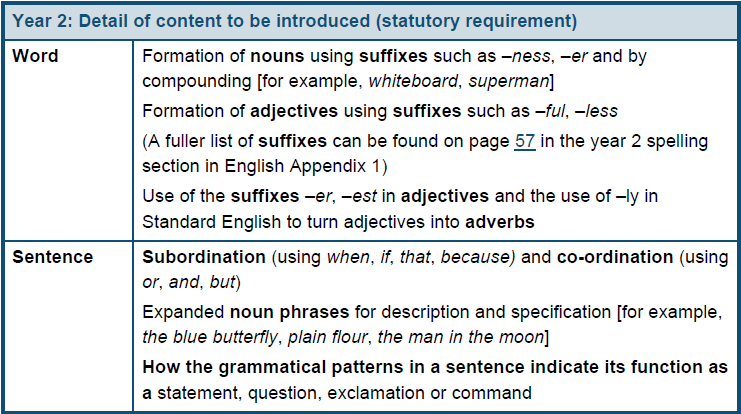 Year 2: Detail of content to be introduced (statutory requirement)
Word
Formation of nouns using suffixes such as –ness, –er and by
compounding [for example, whiteboard, superman]
Formation of adjectives using suffixes such as –ful, –less
(A fuller list of suffixes can be found on page 57 in the year 2 spelling
section in English Appendix 1)
Use of the suffixes –er, –est in adjectives and the use of –ly in
Standard English to turn adjectives into adverbs
Sentence
Subordination (using when, if, that, because) and co-ordination (using
or, and, but)
Expanded noun phrases for description and specification [for example,
the blue butterfly, plain flour, the man in the moon]
How the grammatical patterns in a sentence indicate its function as
a statement, question, exclamation or command